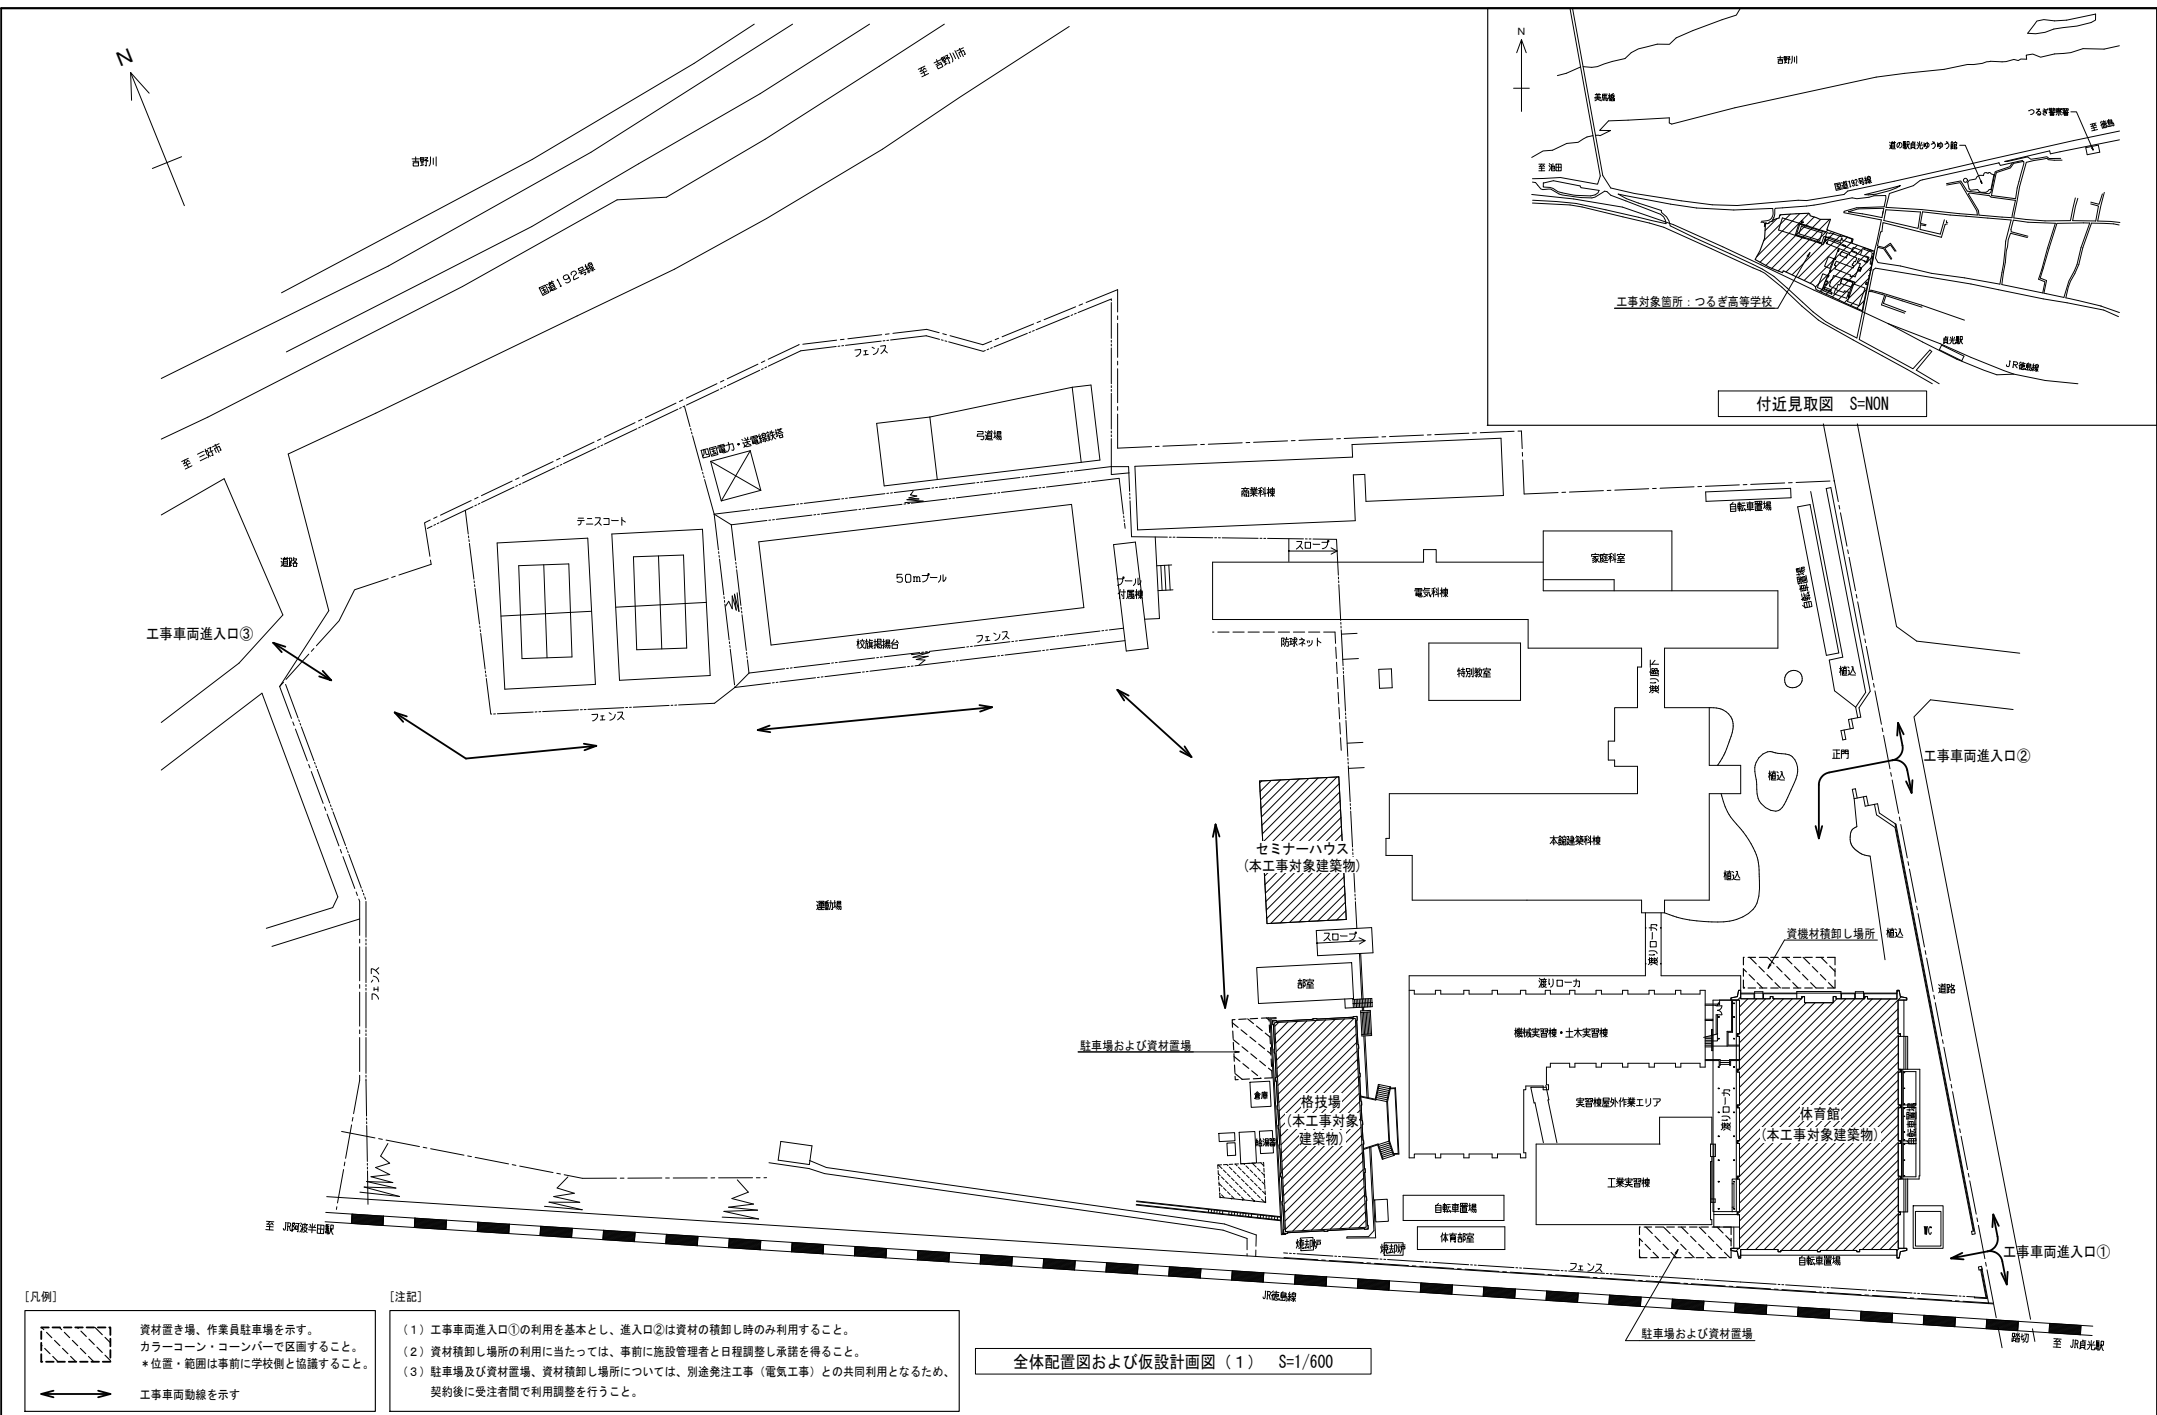 N
吉野川
至 吉野川市
国道192号線
至 三好市
道路
工事車両進入口③
テニスコート
四国電力・送電線鉄塔
フェンス
弓道場
50mプール
プール
付属棟
校旗掲揚台
フェンス
フェンス
商業科棟
スロープ
電気科棟
家庭科室
防球ネット
特別教室
渡り廊下
自転車置場
自転車置場
植込
正門
植込
工事車両進入口②
セミナーハウス
(本工事対象建築物)
本館建築科棟
植込
運動場
フェンス
スロープ
部室
渡りローカ
資機材積卸し場所
植込
道路
渡りローカ
駐車場および資材置場
倉庫
給湯器
格技場
(本工事対象
建築物)
機械実習棟・土木実習棟
実習棟屋外作業エリア
渡りローカ
体育館
(本工事対象建築物)
自転車置場
工業実習棟
自転車置場
体育部室
焼却炉
焼却炉
WC
自転車置場
工事車両進入口①
フェンス
駐車場および資材置場
至 JR阿波半田駅
JR徳島線
踏切
至 JR貞光駅
N
吉野川
美馬橋
つるぎ警察署
至 徳島
道の駅貞光ゆうゆう館
至 池田
国道192号線
工事対象箇所：つるぎ高等学校
貞光駅
JR徳島線
付近見取図 S=NON
[凡例]
資材置き場、作業員駐車場を示す。
カラーコーン・コーンバーで区画すること。
*位置・範囲は事前に学校側と協議すること。
工事車両動線を示す
[注記]
(1) 工事車両進入口①の利用を基本とし、進入口②は資材の積卸し時のみ利用すること。
(2) 資材積卸し場所の利用に当たっては、事前に施設管理者と日程調整し承諾を得ること。
(3) 駐車場及び資材置場、資材積卸し場所については、別途発注工事（電気工事）との共同利用となるため、
契約後に受注者間で利用調整を行うこと。
全体配置図および仮設計画図（1） S=1/600